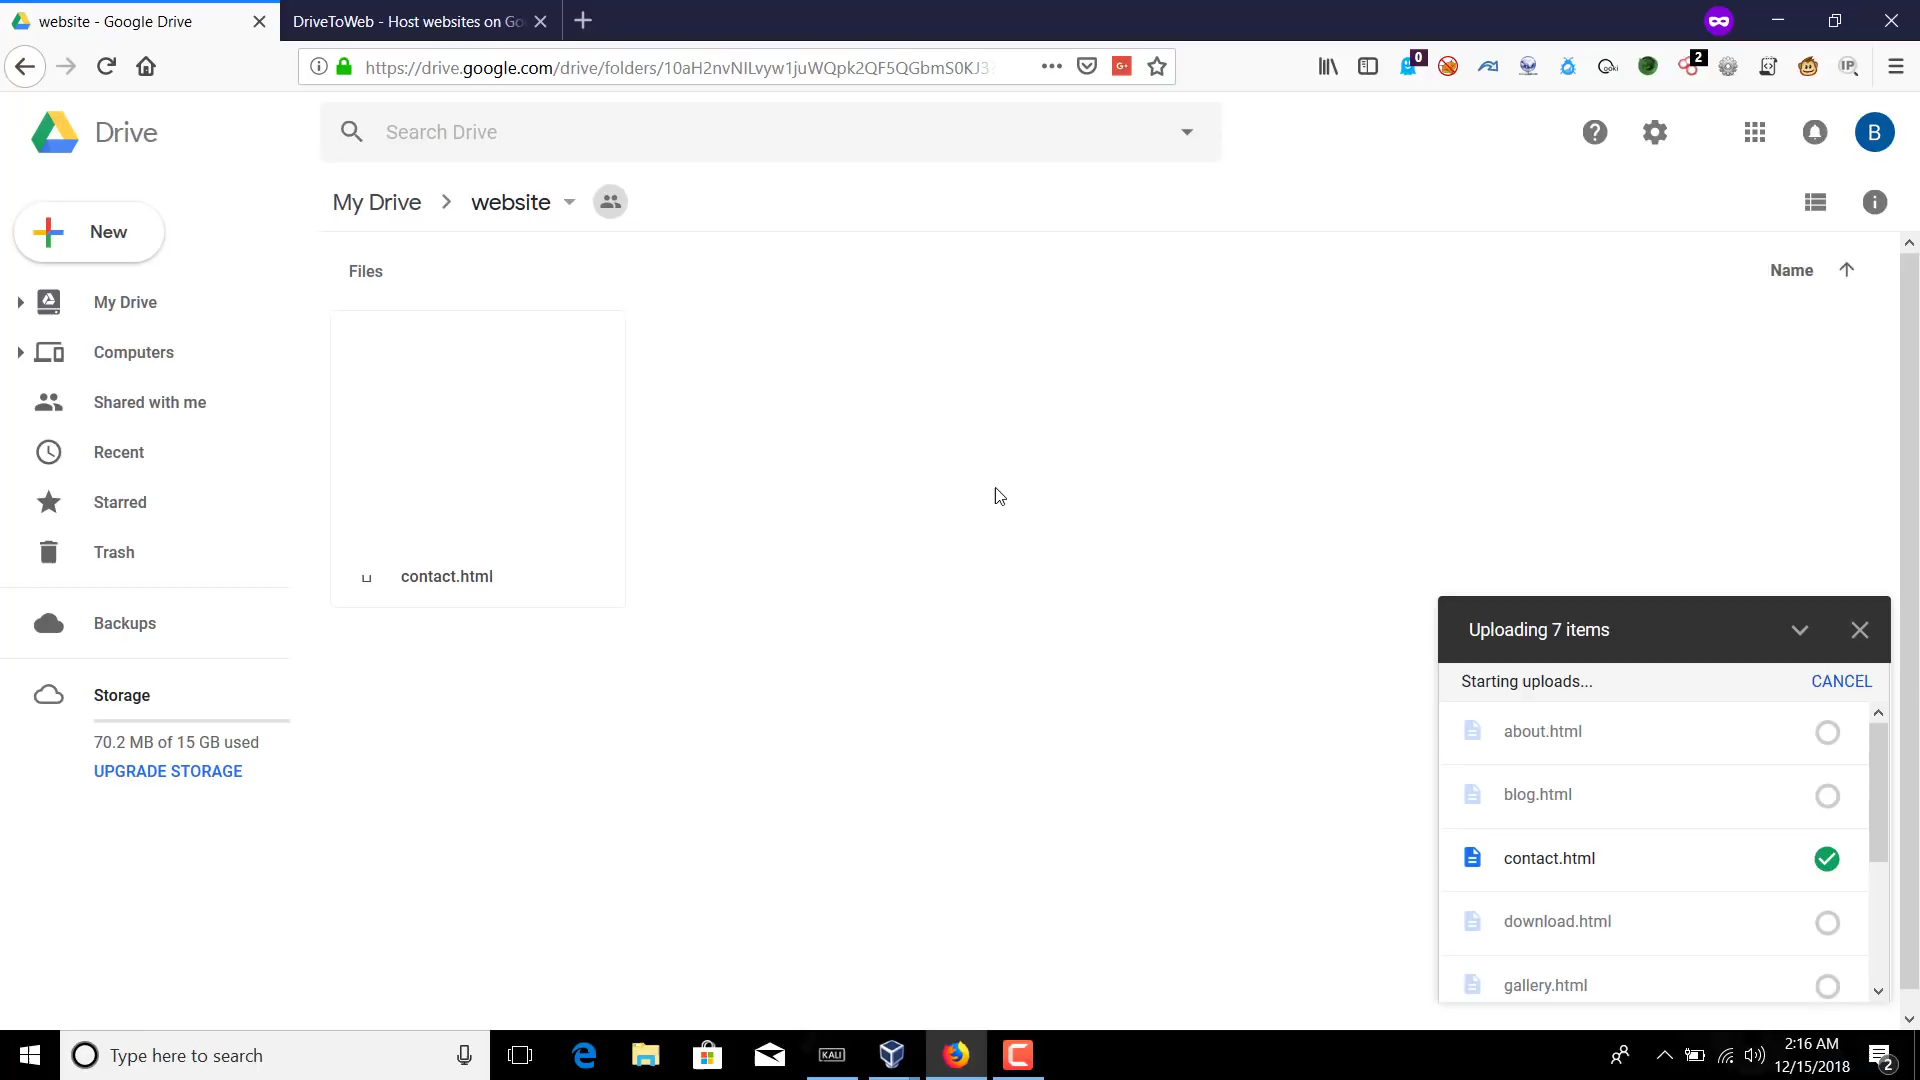 website - Google Drive
DriveToWeb - Host websites on Go
https://drive.google.com/drive/folders/10aH2nvNILvyw1juWQpk2QF5QGbmS0KJ3
G+
0
Ooki
2
IP
Drive
Search Drive
B
My Drive
website
New
Files
Name
My Drive
Computers
Shared with me
Recent
Starred
Trash
contact.html
Backups
Storage
70.2 MB of 15 GB used
UPGRADE STORAGE
Uploading 7 items
Starting uploads...
CANCEL
about.html
blog.html
contact.html
download.html
gallery.html
Type here to search
KALI
2:16 AM
12/15/2018
2